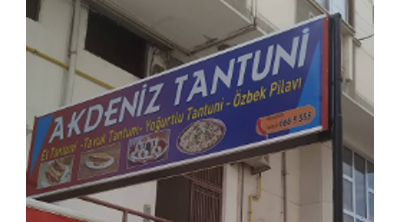 AKDENİZ TANTUNİ
Et Tantuni - Tavuk Tantuni - Yoğurtlu Tantuni - Özbek Pilavı